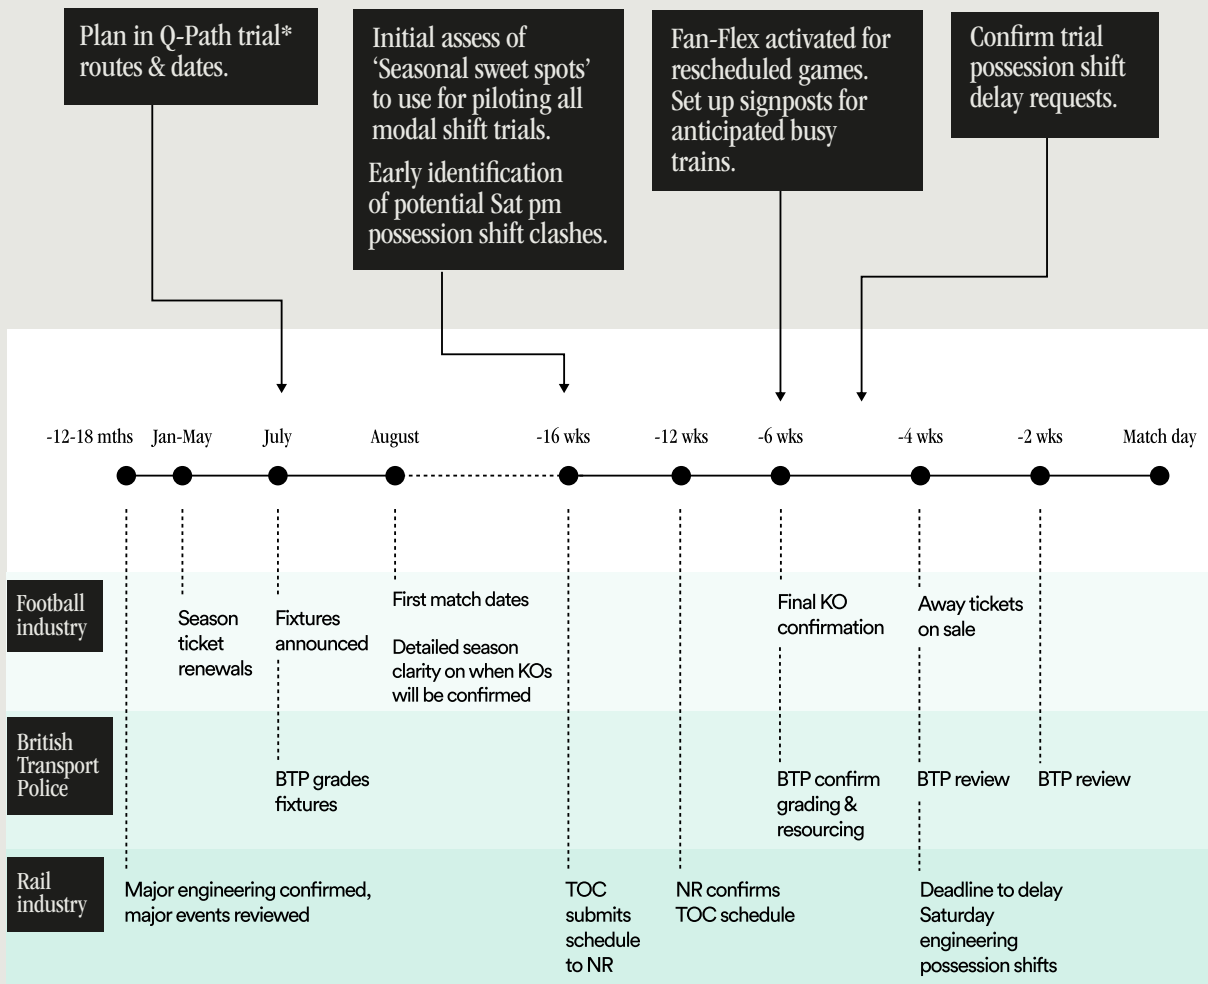 Plan in Q-Path trial*
routes & dates.
Initial assess of
‘Seasonal sweet spots’
to use for piloting all
modal shift trials.
Early identification
of potential Sat pm
possession shift clashes.
Fan-Flex activated for
rescheduled games.
Set up signposts for
anticipated busy
trains.
Confirm trial
possession shift
delay requests.
-12-18 mths
Jan-May
July
August
-16 wks
-12 wks
-6 wks
-4 wks
-2 wks
Match day
Football
industry
Season
ticket
renewals
Fixtures
announced
First match dates
Detailed season
clarity on when KOs
will be confirmed
Final KO
confirmation
Away tickets
on sale
British
Transport
Police
BTP grades
fixtures
BTP confirm
grading &
resourcing
BTP review
BTP review
Rail
industry
Major engineering confirmed,
major events reviewed
TOC
submits
schedule
to NR
NR confirms
TOC schedule
Deadline to delay
Saturday
engineering
possession shifts